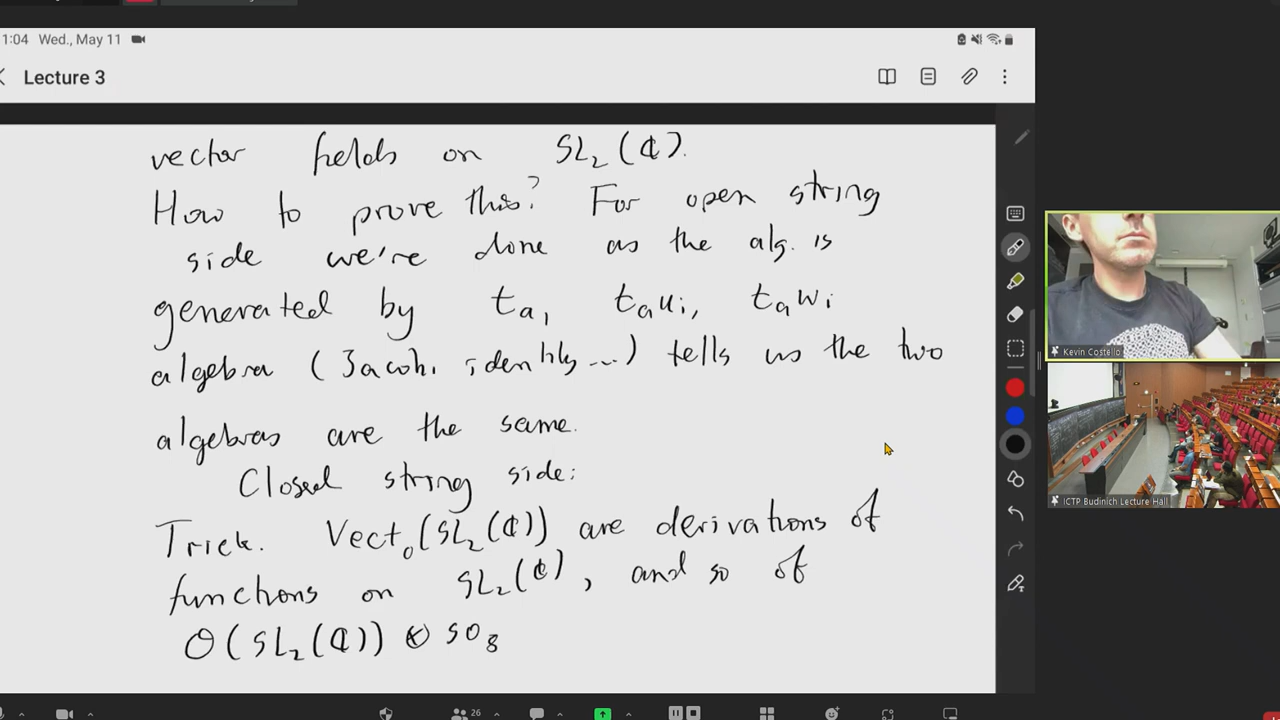 1:04 Wed., May 11
Lecture 3
vector fields on SL₂(ℂ).
How to prove this? For open string
side we're done as the alg. is
generated by tₐ, tₐuᵢ, tₐwᵢ
algebra (Jacobi identity...) tells us the two
algebras are the same.
Closed string side:
Trick. Vect₀(SL₂(ℂ)) are derivations of
functions on SL₂(ℂ), and so of
O(SL₂(ℂ)) ⊗ so₈
Kevin Costello
ICTP Budinich Lecture Hall
26